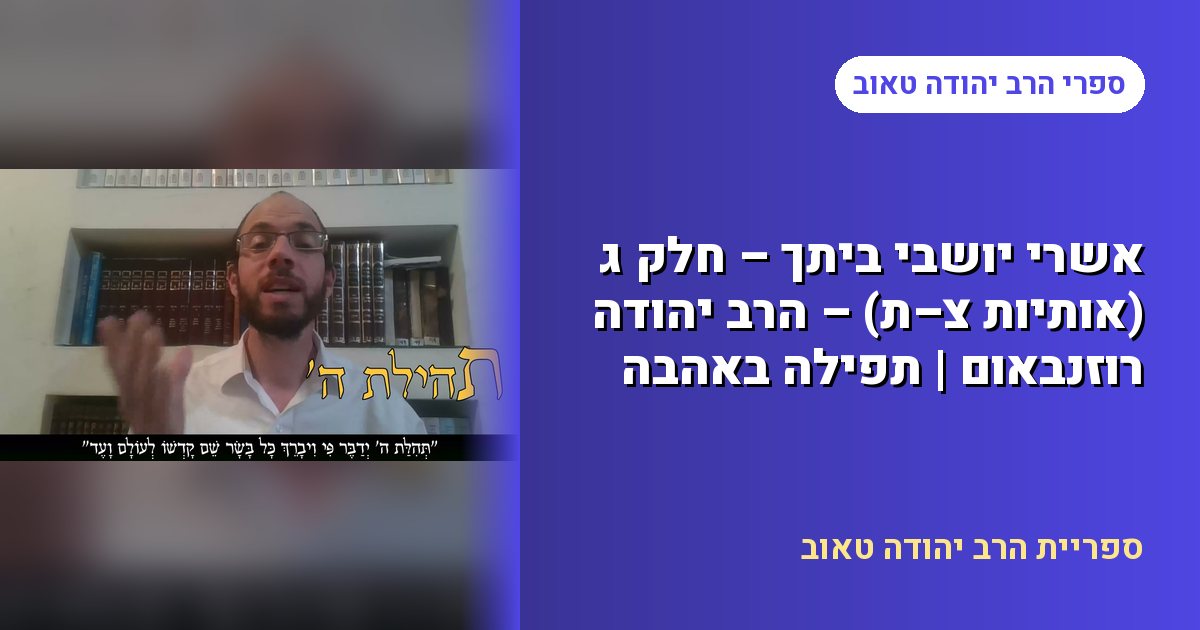 ספרי הרב יהודה טאוב
אשרי יושבי ביתך – חלק ג
(אותיות צ–ת) – הרב יהודה
רוזנבאום | תפילה באהבה
תהילת ה'
"תְּהִלַּת ה' יְדַבֶּר פִּי וִיבָרֵךְ כָּל בָּשָׂר שֵׁם קָדְשׁוֹ לְעוֹלָם וָעֶד"
ספריית הרב יהודה טאוב